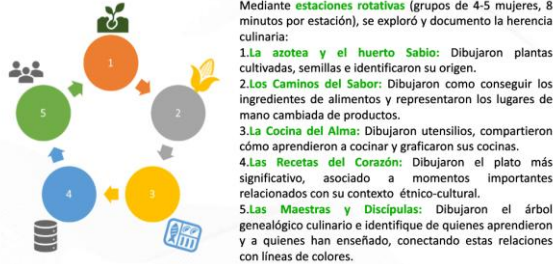 1
2
3
4
5
Mediante estaciones rotativas (grupos de 4-5 mujeres, 8
minutos por estación), se exploró y documento la herencia
culinaria:
1.La azotea y el huerto Sabio: Dibujaron plantas
cultivadas, semillas e identificaron su origen.
2.Los Caminos del Sabor: Dibujaron como conseguir los
ingredientes de alimentos y representaron los lugares de
mano cambiada de productos.
3.La Cocina del Alma: Dibujaron utensilios, compartieron
cómo aprendieron a cocinar y graficaron sus cocinas.
4.Las Recetas del Corazón: Dibujaron el plato más
significativo, asociado a momentos importantes
relacionados con su contexto étnico-cultural.
5.Las Maestras y Discípulas: Dibujaron el árbol
genealógico culinario e identifique de quienes aprendieron
y a quienes han enseñado, conectando estas relaciones
con líneas de colores.